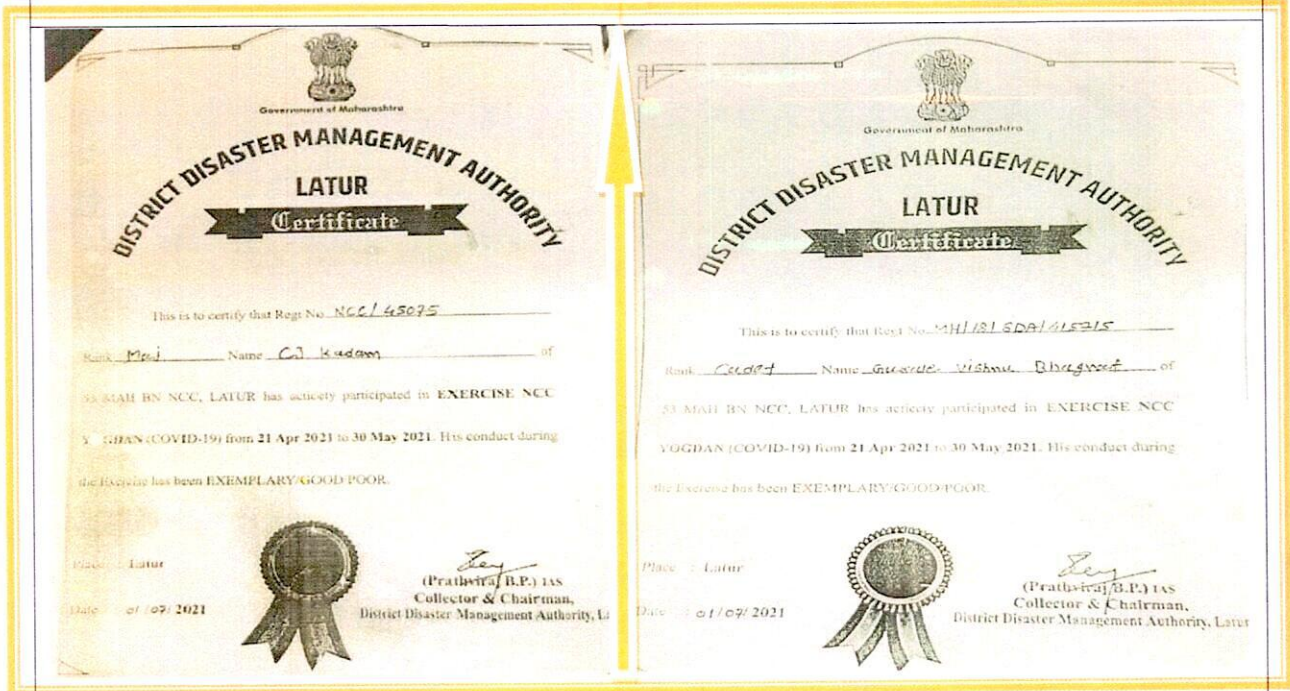 Government of Maharashtra
DISTRICT DISASTER MANAGEMENT AUTHORITY
LATUR
Certificate
This is to certify that Regt No NCC/45075
Rank Maj Name CJ Kadam of
53 MAH BN NCC, LATUR has acticety participated in EXERCISE NCC
YOGDAN (COVID-19) from 21 Apr 2021 to 30 May 2021. His conduct during
the Exercise has been EXEMPLARY/GOOD/POOR.
Place : Latur
Date : 01/07/2021
(Prathviraj B.P.) IAS
Collector & Chairman,
District Disaster Management Authority, La
Government of Maharashtra
DISTRICT DISASTER MANAGEMENT AUTHORITY
LATUR
Certificate
This is to certify that Regt No. MH/18/SDA/415715
Rank Cadet Name Vishnu Bhagwat of
53 MAH BN NCC, LATUR has acticety participated in EXERCISE NCC
YOGDAN (COVID-19) from 21 Apr 2021 to 30 May 2021. His conduct during
the Exercise has been EXEMPLARY/GOOD/POOR.
Place : Latur
Date : 01/07/2021
(Prathviraj B.P.) IAS
Collector & Chairman,
District Disaster Management Authority, Latur